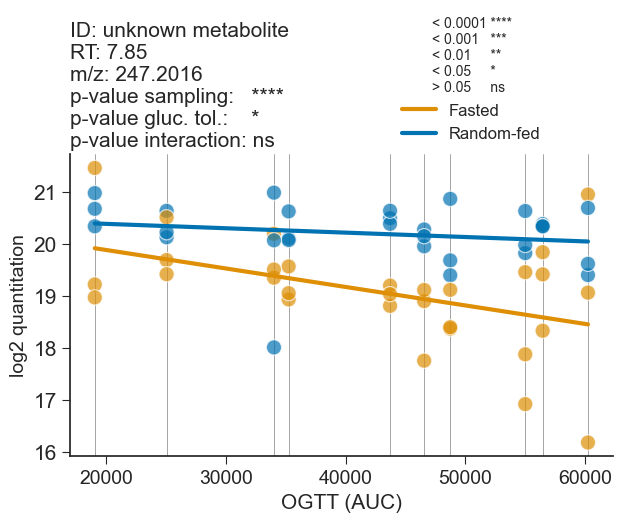 ID: unknown metabolite
RT: 7.85
m/z: 247.2016
p-value sampling: ****
p-value gluc. tol.: *
p-value interaction: ns
< 0.0001 ****
< 0.001 ***
< 0.01 **
< 0.05 *
> 0.05 ns
Fasted
Random-fed
log2 quantitation
21
20
19
18
17
16
20000 30000 40000 50000 60000
OGTT (AUC)